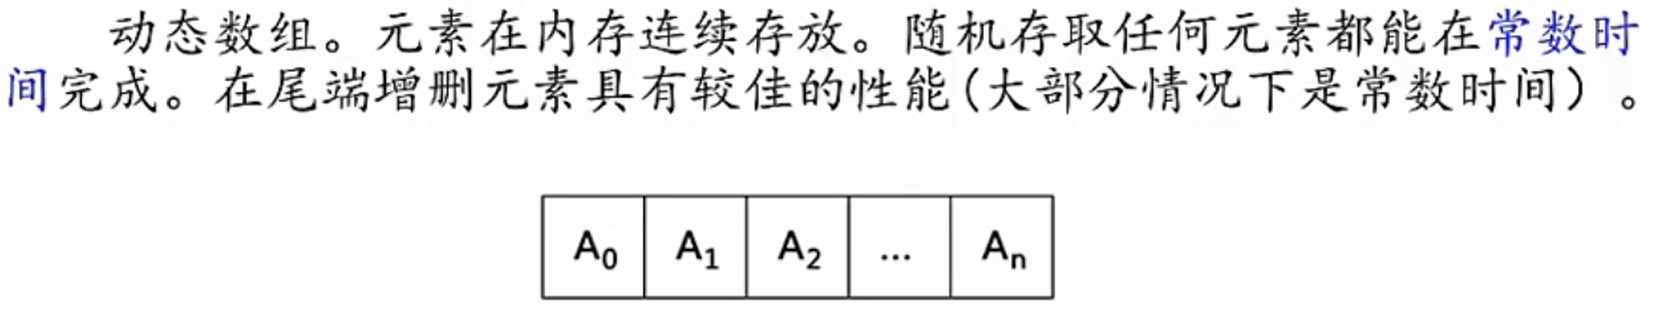 动态数组。元素在内存连续存放。随机存取任何元素都能在常数时
间完成。在尾端增删元素具有较佳的性能(大部分情况下是常数时间）。
A₀ A₁ A₂ ... Aₙ